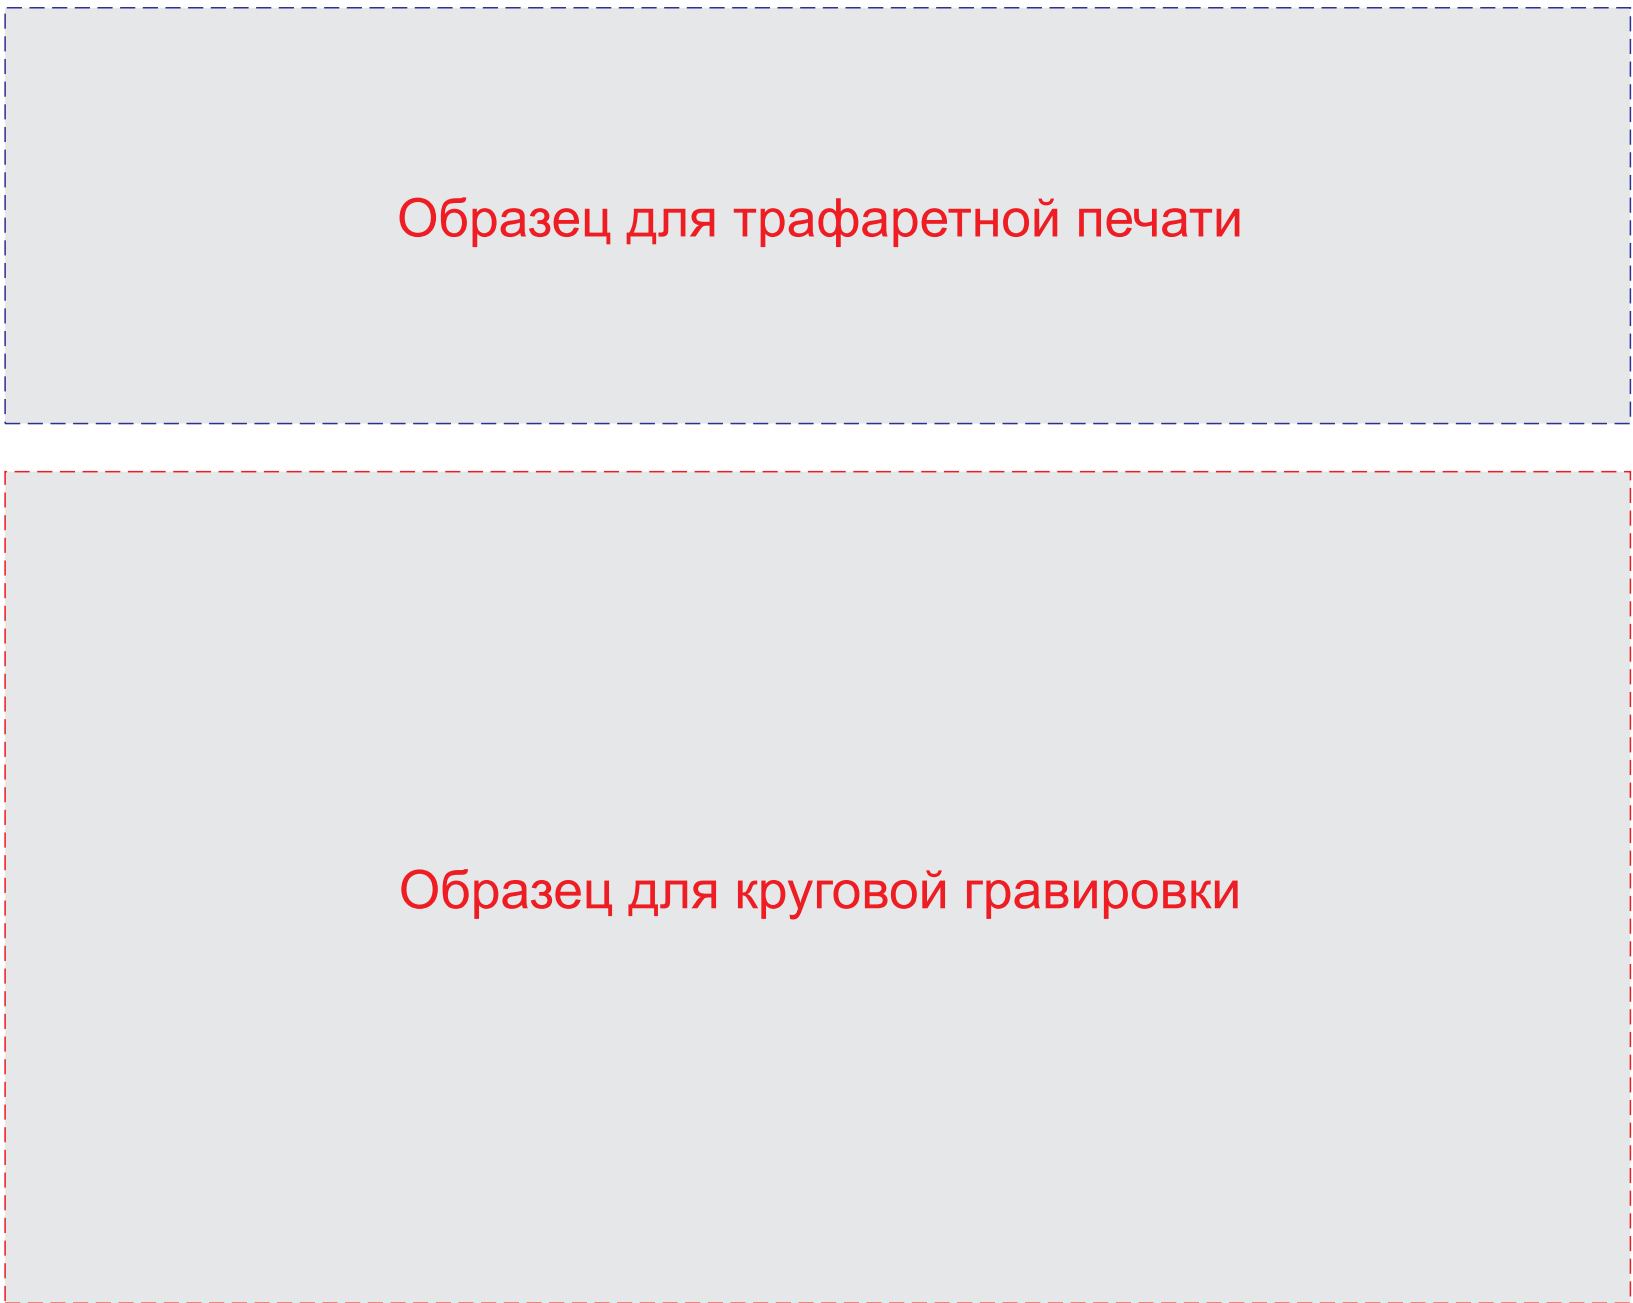 Образец для трафаретной печати
Образец для круговой гравировки